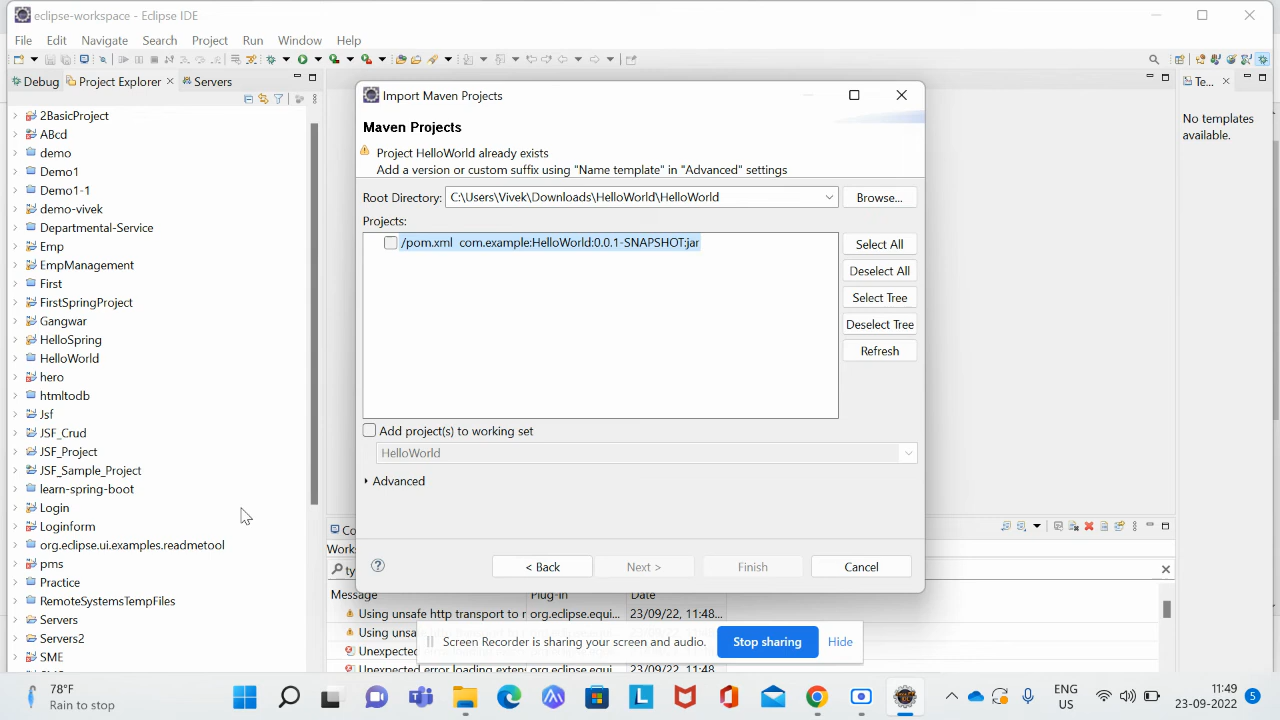 eclipse-workspace - Eclipse IDE
File Edit Navigate Search Project Run Window Help
Debug Project Explorer Servers
2BasicProject
ABcd
demo
Demo1
Demo1-1
demo-vivek
Departmental-Service
Emp
EmpManagement
First
FirstSpringProject
Gangwar
HelloSpring
HelloWorld
hero
htmltodb
Jsf
JSF_Crud
JSF_Project
JSF_Sample_Project
learn-spring-boot
Login
Loginform
org.eclipse.ui.examples.readmetool
pms
Practice
RemoteSystemsTempFiles
Servers
Servers2
SME
Import Maven Projects
Maven Projects
Project HelloWorld already exists
Add a version or custom suffix using "Name template" in "Advanced" settings
Root Directory: C:\Users\Vivek\Downloads\HelloWorld\HelloWorld Browse...
Projects:
/pom.xml com.example:HelloWorld:0.0.1-SNAPSHOT:jar
Select All
Deselect All
Select Tree
Deselect Tree
Refresh
Add project(s) to working set
HelloWorld
Advanced
< Back Next > Finish Cancel
Te...
No templates
available.
Co
Works
ty
Message Plug-in Date
Using unsafe http transport to r org.eclipse.equi... 23/09/22, 11:48...
Using unsa
Unexpected
Unexpected error loading exten org.eclipse.equi... 23/09/22, 11:48
Screen Recorder is sharing your screen and audio. Stop sharing Hide
78°F
Rain to stop
ENG
US
11:49
23-09-2022
5